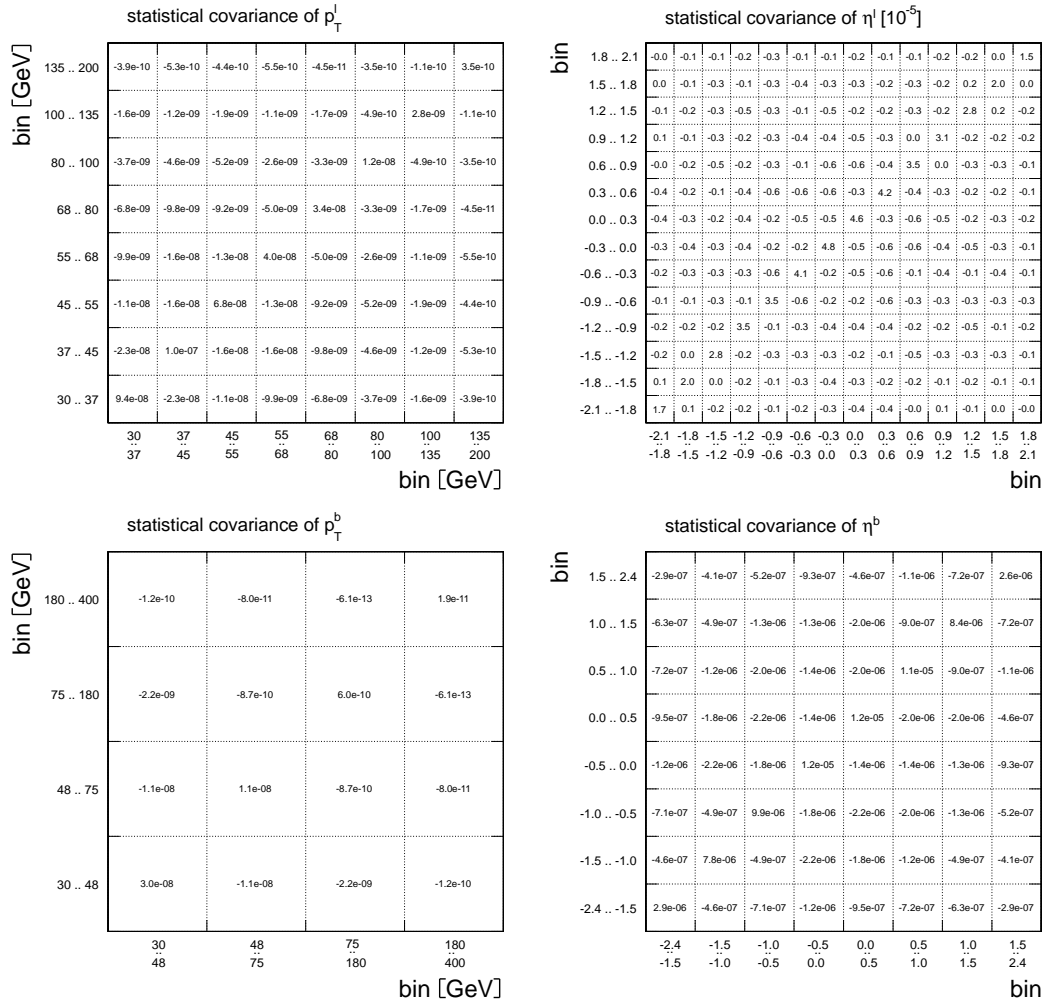 statistical covariance of p_T^l
bin [GeV]
135 .. 200 -3.9e-10 -5.3e-10 -4.4e-10 -5.5e-10 -4.5e-11 -3.5e-10 -1.1e-10 3.5e-10
100 .. 135 -1.6e-09 -1.2e-09 -1.9e-09 -1.1e-09 -1.7e-09 -4.9e-10 2.8e-09 -1.1e-10
80 .. 100 -3.7e-09 -4.6e-09 -5.2e-09 -2.6e-09 -3.3e-09 1.2e-08 -4.9e-10 -3.5e-10
68 .. 80 -6.8e-09 -9.8e-09 -9.2e-09 -5.0e-09 3.4e-08 -3.3e-09 -1.7e-09 -4.5e-11
55 .. 68 -9.9e-09 -1.6e-08 -1.3e-08 4.0e-08 -5.0e-09 -2.6e-09 -1.1e-09 -5.5e-10
45 .. 55 -1.1e-08 -1.6e-08 6.8e-08 -1.3e-08 -9.2e-09 -5.2e-09 -1.9e-09 -4.4e-10
37 .. 45 -2.3e-08 1.0e-07 -1.6e-08 -1.6e-08 -9.8e-09 -4.6e-09 -1.2e-09 -5.3e-10
30 .. 37 9.4e-08 -2.3e-08 -1.1e-08 -9.9e-09 -6.8e-09 -3.7e-09 -1.6e-09 -3.9e-10
30 37 45 55 68 80 100 135
.. .. .. .. .. .. .. ..
37 45 55 68 80 100 135 200
bin [GeV]
statistical covariance of η^l [10^-5]
bin
1.8 .. 2.1 -0.0 -0.1 -0.1 -0.2 -0.3 -0.1 -0.1 -0.2 -0.1 -0.1 -0.2 -0.2 0.0 1.5
1.5 .. 1.8 0.0 -0.1 -0.1 -0.3 -0.1 -0.4 -0.3 -0.3 -0.2 -0.3 -0.2 0.2 2.0 0.0
1.2 .. 1.5 -0.1 -0.2 -0.3 -0.5 -0.3 -0.1 -0.5 -0.2 -0.2 -0.3 -0.2 2.8 0.2 -0.2
0.9 .. 1.2 0.1 -0.1 -0.3 -0.2 -0.3 -0.4 -0.4 -0.5 -0.3 0.0 3.1 -0.2 -0.2 -0.2
0.6 .. 0.9 -0.0 -0.2 -0.5 -0.2 -0.3 -0.1 -0.6 -0.6 -0.4 3.5 0.0 -0.3 -0.3 -0.1
0.3 .. 0.6 -0.4 -0.2 -0.1 -0.4 -0.6 -0.6 -0.6 -0.3 4.2 -0.4 -0.3 -0.2 -0.2 -0.1
0.0 .. 0.3 -0.4 -0.3 -0.2 -0.4 -0.2 -0.5 -0.5 4.6 -0.3 -0.6 -0.5 -0.2 -0.3 -0.2
-0.3 .. 0.0 -0.3 -0.4 -0.3 -0.4 -0.2 -0.2 4.8 -0.5 -0.6 -0.6 -0.4 -0.5 -0.3 -0.1
-0.6 .. -0.3 -0.2 -0.3 -0.3 -0.3 -0.6 4.1 -0.2 -0.5 -0.6 -0.1 -0.4 -0.1 -0.4 -0.1
-0.9 .. -0.6 -0.1 -0.1 -0.3 -0.1 3.5 -0.6 -0.2 -0.2 -0.6 -0.3 -0.3 -0.3 -0.3 -0.3
-1.2 .. -0.9 -0.2 -0.2 -0.2 3.5 -0.1 -0.3 -0.4 -0.4 -0.4 -0.2 -0.2 -0.5 -0.1 -0.2
-1.5 .. -1.2 -0.2 0.0 2.8 -0.2 -0.3 -0.3 -0.3 -0.2 -0.1 -0.5 -0.3 -0.3 -0.1 -0.1
-1.8 .. -1.5 0.1 2.0 0.0 -0.2 -0.1 -0.3 -0.4 -0.3 -0.2 -0.2 -0.1 -0.2 -0.1 -0.1
-2.1 .. -1.8 1.7 0.1 -0.2 -0.2 -0.1 -0.2 -0.3 -0.4 -0.4 -0.0 0.1 -0.1 0.0 -0.0
-2.1 -1.8 -1.5 -1.2 -0.9 -0.6 -0.3 0.0 0.3 0.6 0.9 1.2 1.5 1.8
.. .. .. .. .. .. .. .. .. .. .. .. .. ..
-1.8 -1.5 -1.2 -0.9 -0.6 -0.3 0.0 0.3 0.6 0.9 1.2 1.5 1.8 2.1
bin
statistical covariance of p_T^b
bin [GeV]
180 .. 400 -1.2e-10 -8.0e-11 -6.1e-13 1.9e-11
75 .. 180 -2.2e-09 -8.7e-10 6.0e-10 -6.1e-13
48 .. 75 -1.1e-08 1.1e-08 -8.7e-10 -8.0e-11
30 .. 48 3.0e-08 -1.1e-08 -2.2e-09 -1.2e-10
30 48 75 180
.. .. .. ..
48 75 180 400
bin [GeV]
statistical covariance of η^b
bin
1.5 .. 2.4 -2.9e-07 -4.1e-07 -5.2e-07 -9.3e-07 -4.6e-07 -1.1e-06 -7.2e-07 2.6e-06
1.0 .. 1.5 -6.3e-07 -4.9e-07 -1.3e-06 -1.3e-06 -2.0e-06 -9.0e-07 8.4e-06 -7.2e-07
0.5 .. 1.0 -7.2e-07 -1.2e-06 -2.0e-06 -1.4e-06 -2.0e-06 1.1e-05 -9.0e-07 -1.1e-06
0.0 .. 0.5 -9.5e-07 -1.8e-06 -2.2e-06 -1.4e-06 1.2e-05 -2.0e-06 -2.0e-06 -4.6e-07
-0.5 .. 0.0 -1.2e-06 -2.2e-06 -1.8e-06 1.2e-05 -1.4e-06 -1.4e-06 -1.3e-06 -9.3e-07
-1.0 .. -0.5 -7.1e-07 -4.9e-07 9.9e-06 -1.8e-06 -2.2e-06 -2.0e-06 -1.3e-06 -5.2e-07
-1.5 .. -1.0 -4.6e-07 7.8e-06 -4.9e-07 -2.2e-06 -1.8e-06 -1.2e-06 -4.9e-07 -4.1e-07
-2.4 .. -1.5 2.9e-06 -4.6e-07 -7.1e-07 -1.2e-06 -9.5e-07 -7.2e-07 -6.3e-07 -2.9e-07
-2.4 -1.5 -1.0 -0.5 0.0 0.5 1.0 1.5
.. .. .. .. .. .. .. ..
-1.5 -1.0 -0.5 0.0 0.5 1.0 1.5 2.4
bin